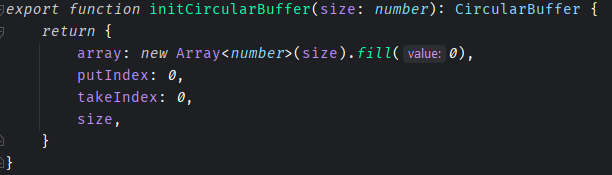 export function initCircularBuffer(size: number): CircularBuffer {
    return {
        array: new Array<number>(size).fill( value: 0),
        putIndex: 0,
        takeIndex: 0,
        size,
    }
}